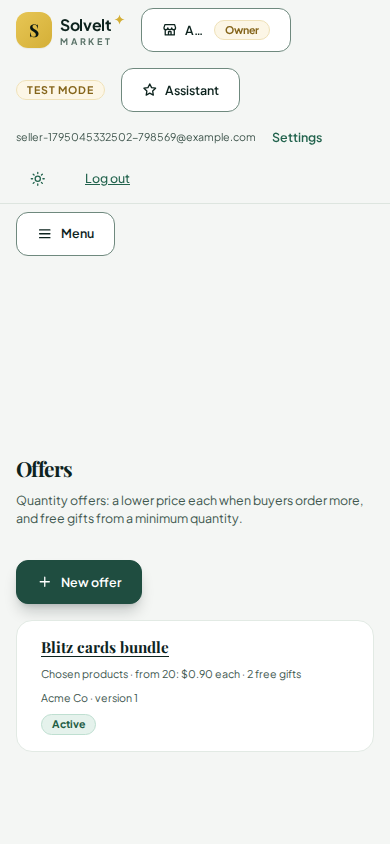 S
Solvelt
MARKET
A...
Owner
TEST MODE
Assistant
seller-1795045332502-798569@example.com
Settings
Log out
Menu
Offers
Quantity offers: a lower price each when buyers order more,
and free gifts from a minimum quantity.
New offer
Blitz cards bundle
Chosen products · from 20: $0.90 each · 2 free gifts
Acme Co · version 1
Active